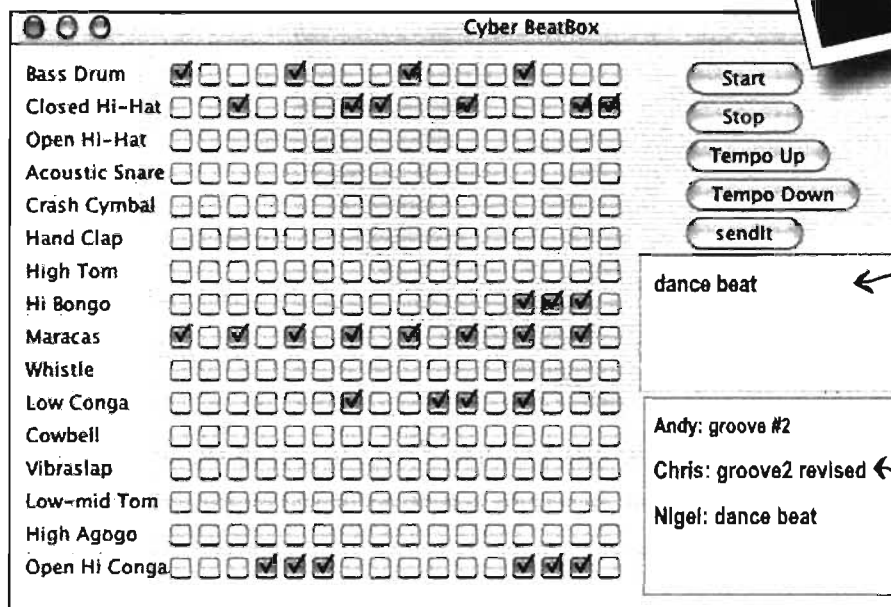 Cyber BeatBox
Bass Drum
Closed Hi-Hat
Open Hi-Hat
Acoustic Snare
Crash Cymbal
Hand Clap
High Tom
Hi Bongo
Maracas
Whistle
Low Conga
Cowbell
Vibraslap
Low-mid Tom
High Agogo
Open Hi Conga
Start
Stop
Tempo Up
Tempo Down
sendIt
dance beat
Andy: groove #2
Chris: groove2 revised
Nigel: dance beat